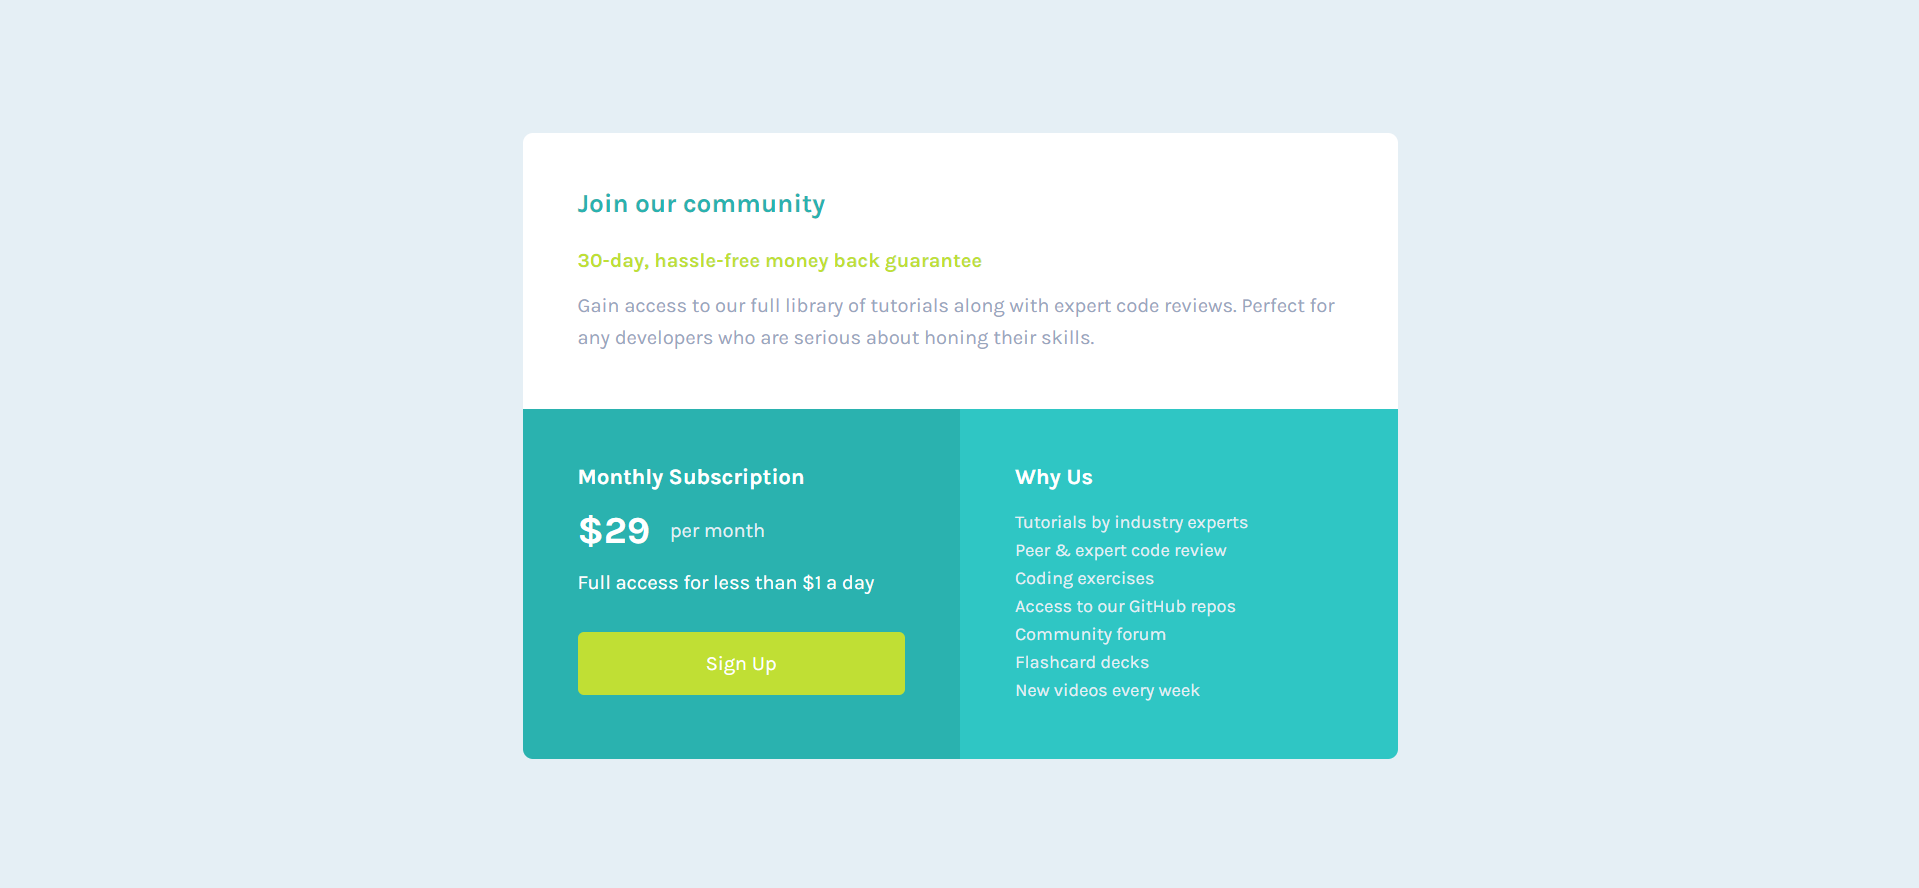 Join our community
30-day, hassle-free money back guarantee
Gain access to our full library of tutorials along with expert code reviews. Perfect for
any developers who are serious about honing their skills.
Monthly Subscription
$29 per month
Full access for less than $1 a day
Sign Up
Why Us
Tutorials by industry experts
Peer & expert code review
Coding exercises
Access to our GitHub repos
Community forum
Flashcard decks
New videos every week